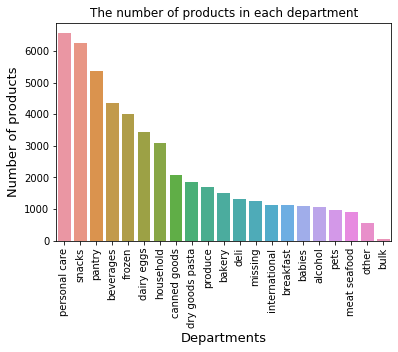 The number of products in each department
Number of products
6000
5000
4000
3000
2000
1000
0
personal care
snacks
pantry
beverages
frozen
dairy eggs
household
canned goods
dry goods pasta
produce
bakery
deli
missing
international
breakfast
babies
alcohol
pets
meat seafood
other
bulk
Departments